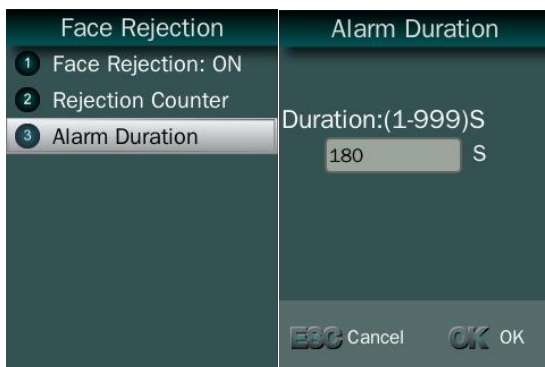 Face Rejection
1 Face Rejection: ON
2 Rejection Counter
3 Alarm Duration
Alarm Duration
Duration:(1-999)S
180 S
ESC Cancel OK OK